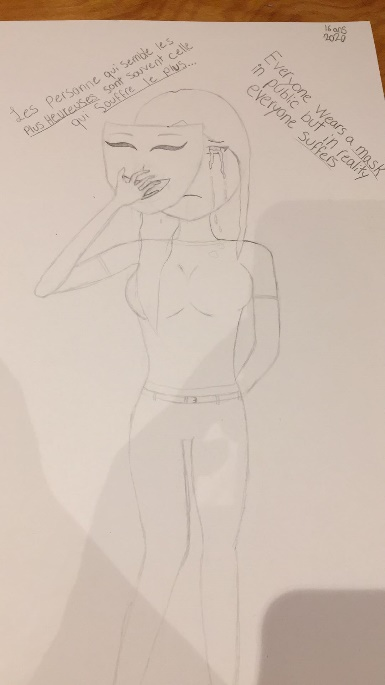 Les Personne qui semble les
Plus Heureuses sont souvent celle
qui souffre le plus...
16 ans
2020
Everyone wears a mask
in public but in reality
everyone suffers